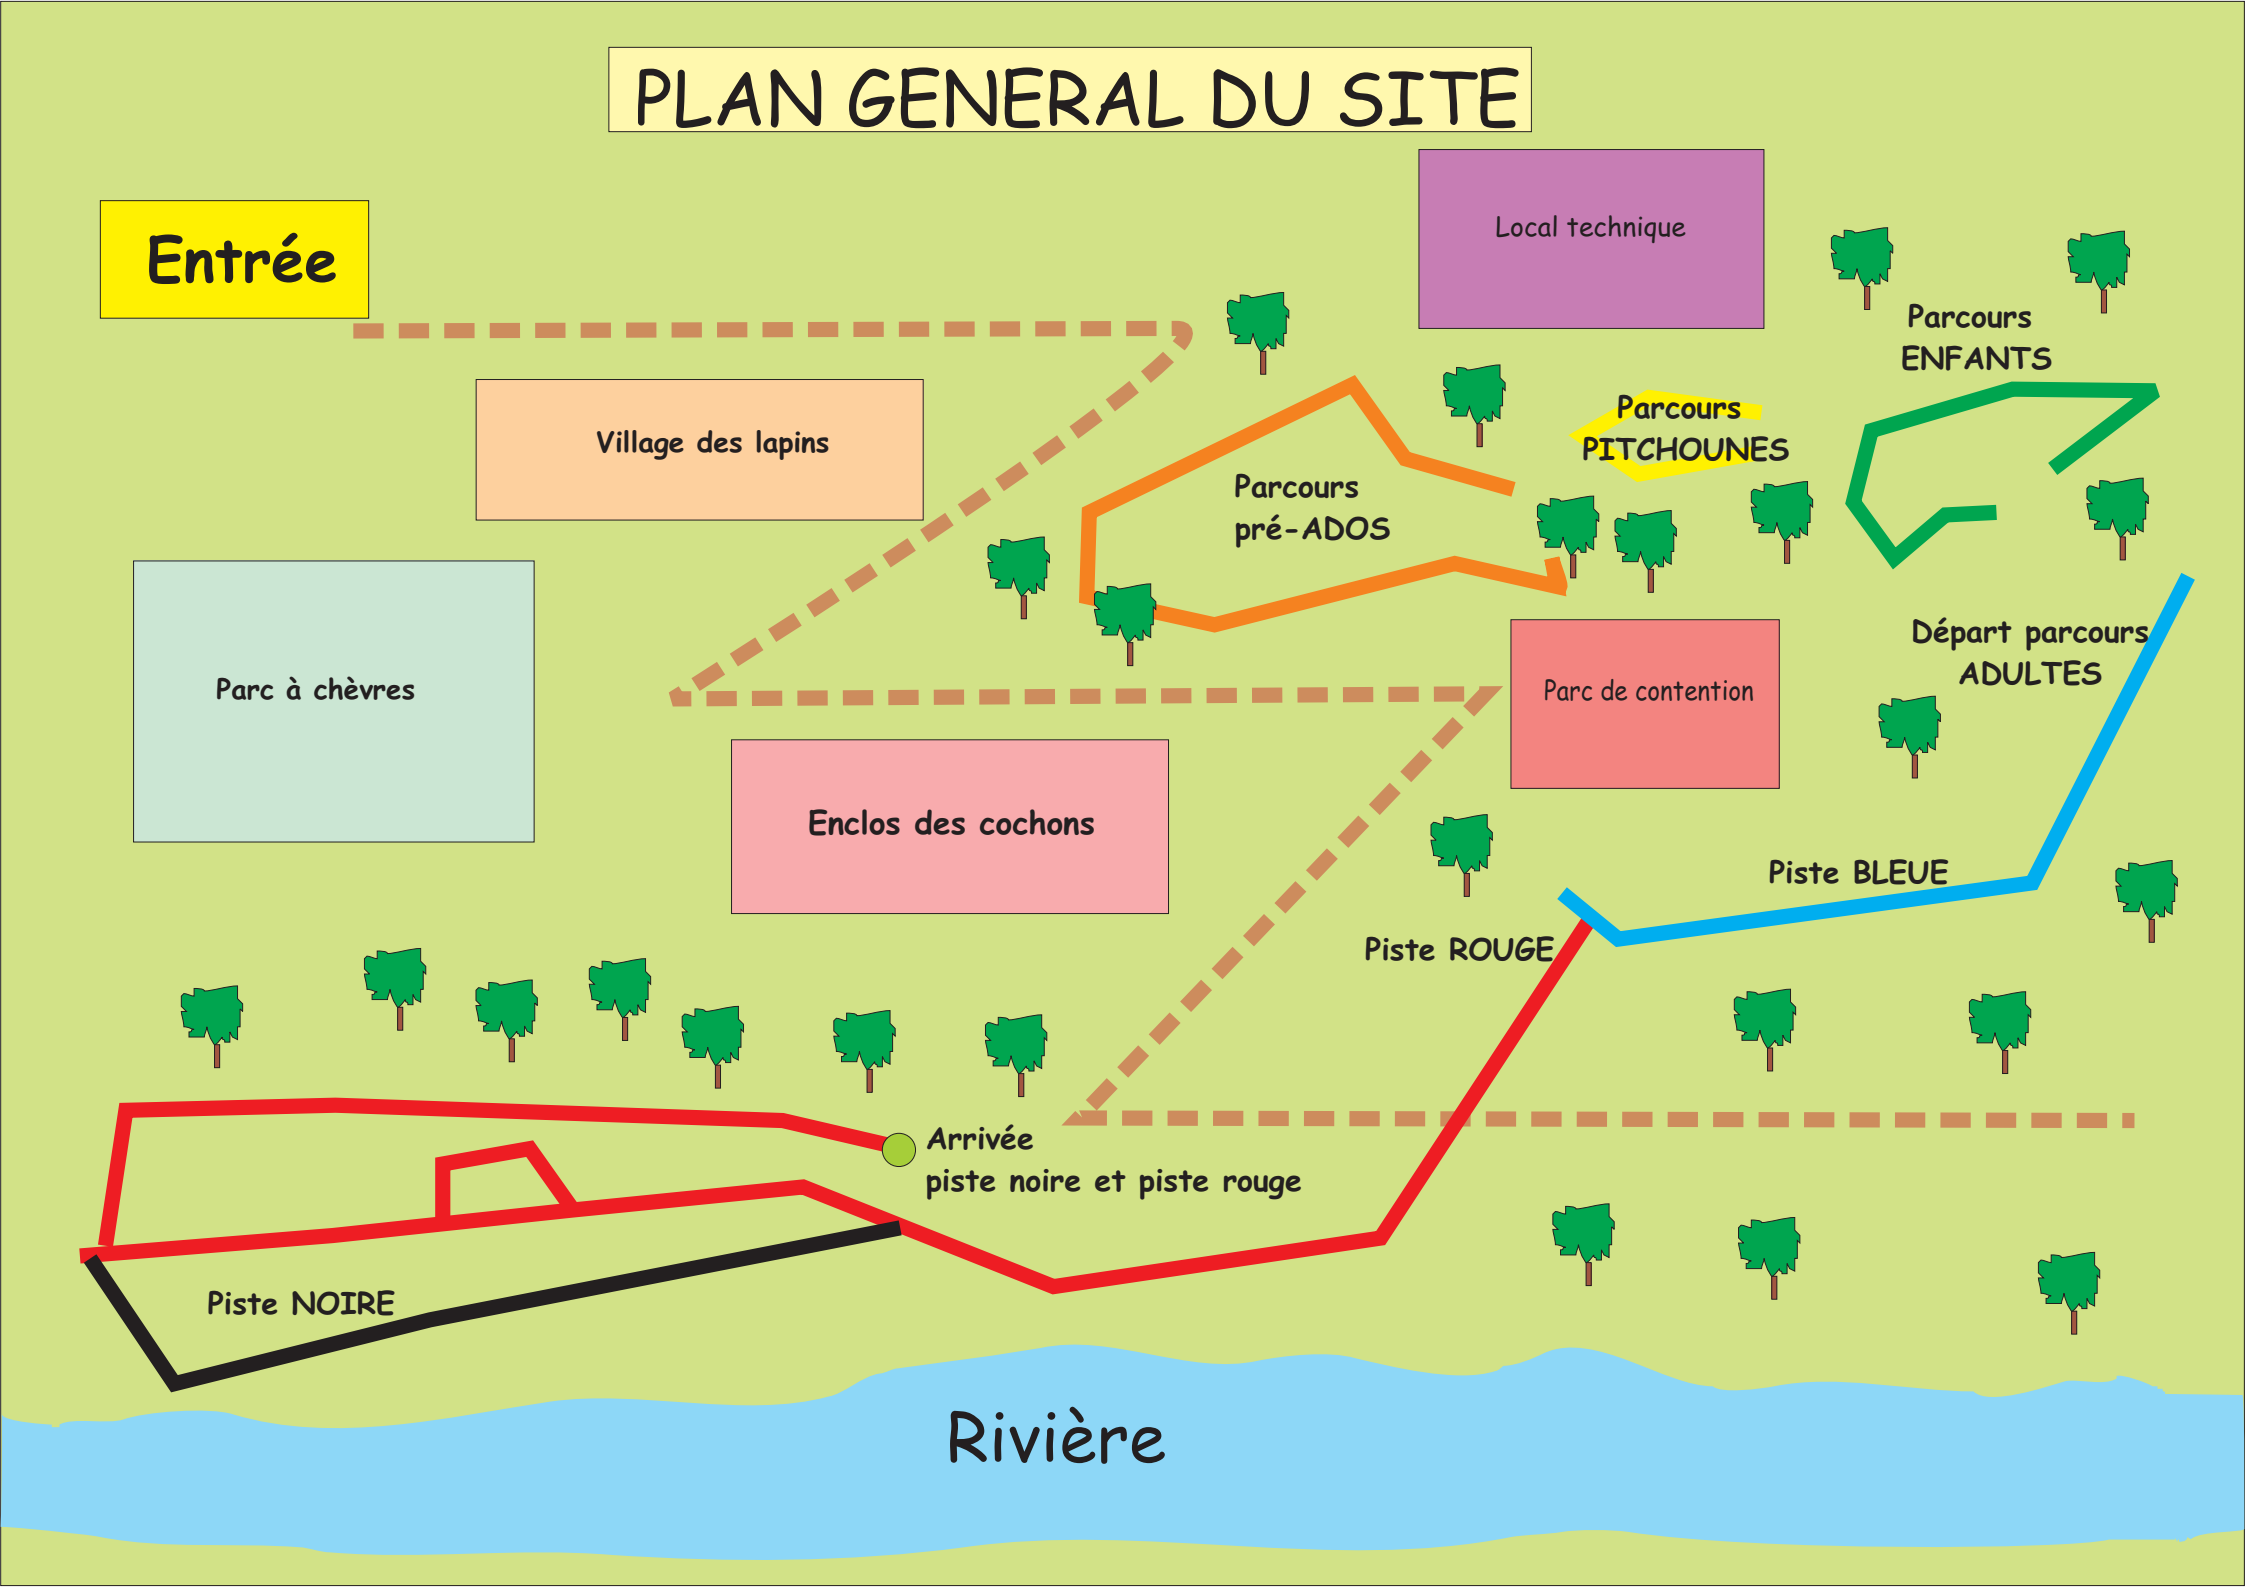 PLAN GENERAL DU SITE
Entrée
Local technique
Parcours
ENFANTS
Village des lapins
Parcours
PITCHOUNES
Parcours
pré-ADOS
Parc à chèvres
Départ parcours
ADULTES
Parc de contention
Enclos des cochons
Piste BLEUE
Piste ROUGE
Arrivée
piste noire et piste rouge
Piste NOIRE
Rivière